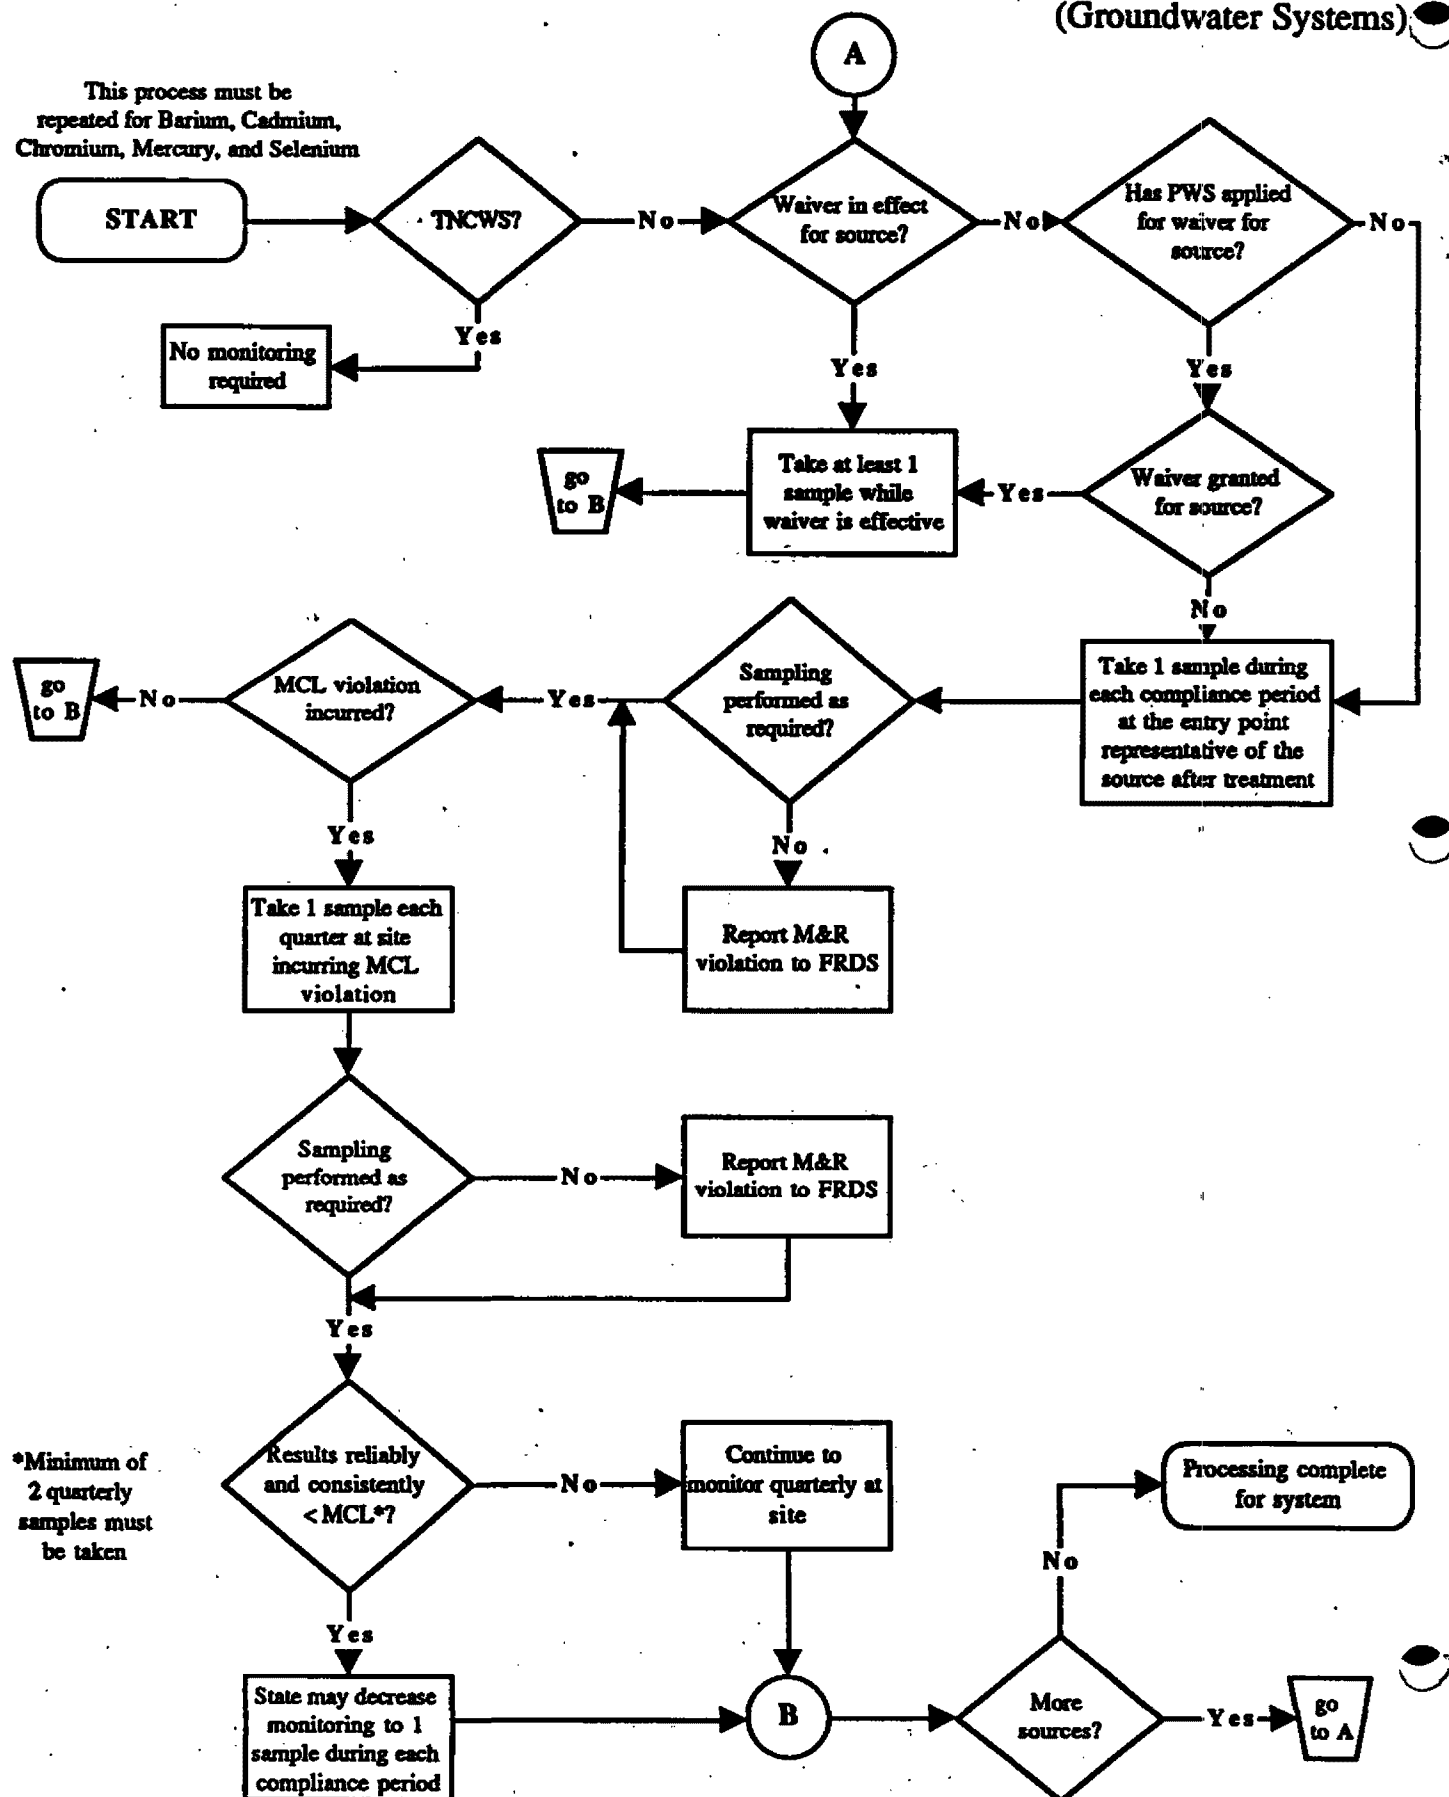 (Groundwater Systems)
A
This process must be
repeated for Barium, Cadmium,
Chromium, Mercury, and Selenium
START
TNCWS?
No
Waiver in effect
for source?
No
Has PWS applied
for waiver for
source?
No
Yes
No monitoring
required
Yes
Yes
go
to B
Take at least 1
sample while
waiver is effective
Yes
Waiver granted
for source?
No
go
to B
No
MCL violation
incurred?
Yes
Sampling
performed as
required?
Take 1 sample during
each compliance period
at the entry point
representative of the
source after treatment
Yes
No
Take 1 sample each
quarter at site
incurring MCL
violation
Report M&R
violation to FRDS
Sampling
performed as
required?
No
Report M&R
violation to FRDS
Yes
*Minimum of
2 quarterly
samples must
be taken
Results reliably
and consistently
<MCL*?
No
Continue to
monitor quarterly at
site
Processing complete
for system
No
Yes
State may decrease
monitoring to 1
sample during each
compliance period
B
More
sources?
Yes
go
to A